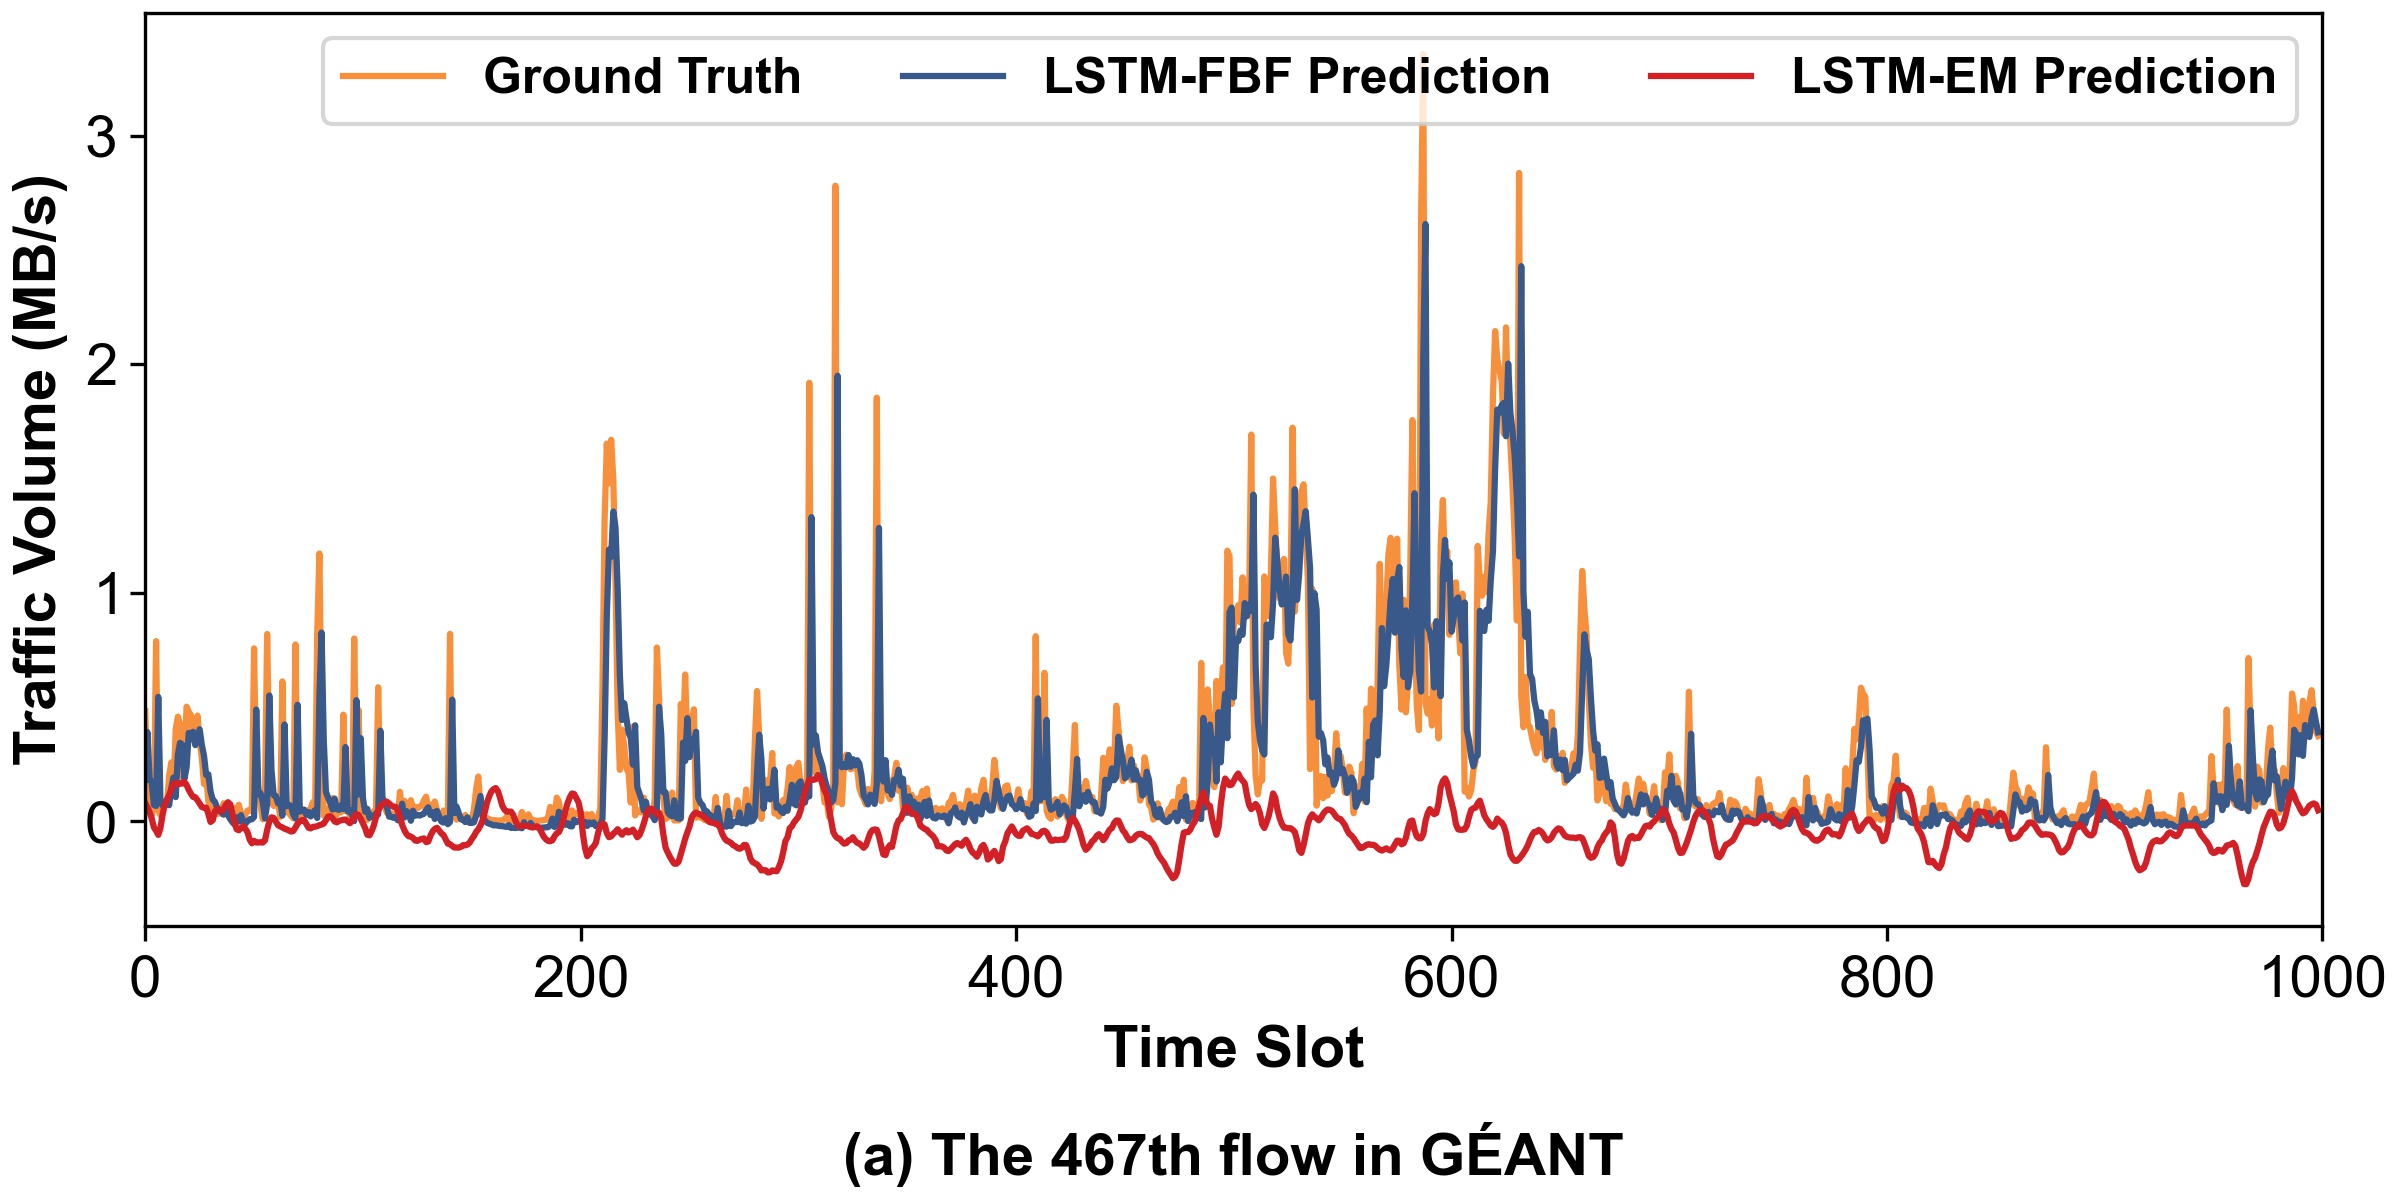 Ground Truth LSTM-FBF Prediction LSTM-EM Prediction
3
2
1
0
Traffic Volume (MB/s)
0 200 400 600 800 1000
Time Slot
(a) The 467th flow in GÉANT